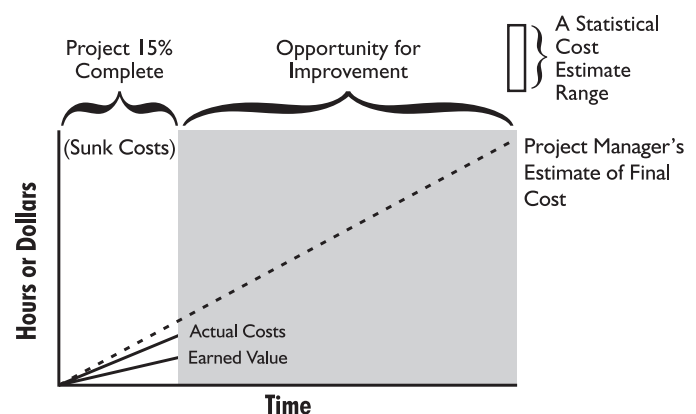 Project 15%
Complete
Opportunity for
Improvement
A Statistical
Cost
Estimate
Range
(Sunk Costs)
Project Manager's
Estimate of Final
Cost
Hours or Dollars
Actual Costs
Earned Value
Time